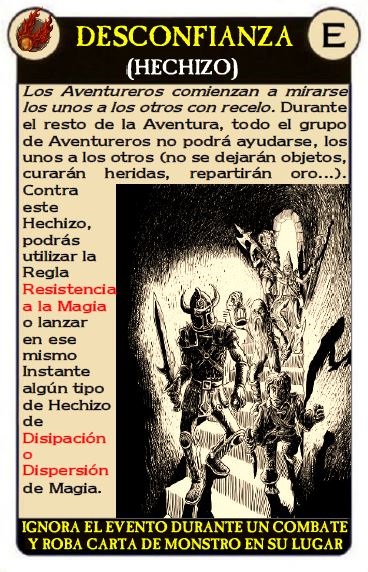 DESCONFIANZA
E
(HECHIZO)
Los Aventureros comienzan a mirarse
los unos a los otros con recelo. Durante
el resto de la Aventura, todo el grupo
de Aventureros no podrá ayudarse, los
unos a los otros (no se dejarán objetos,
curarán heridas, repartirán oro...).
Contra
este
Hechizo,
podrás
utilizar la
Regla
Resistencia
a la Magia
o lanzar
en ese
mismo
Instante
algún tipo
de Hechizo
de
Disipación
o
Dispersión
de Magia.
IGNORA EL EVENTO DURANTE UN COMBATE
Y ROBA CARTA DE MONSTRO EN SU LUGAR